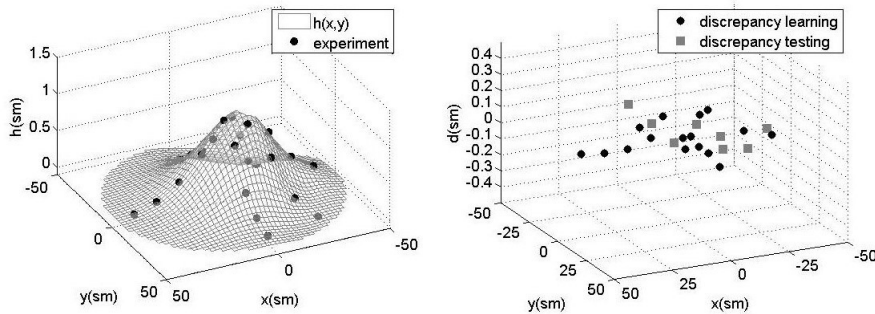 h(x,y)
experiment
1.5
1
0.5
0
h(sm)
-50
0
50
y(sm)
50
0
-50
x(sm)
discrepancy learning
discrepancy testing
0.4
0.3
0.2
0.1
0
-0.1
-0.2
-0.3
-0.4
d(sm)
-50
-25
0
25
50
y(sm)
50
25
0
-25
-50
x(sm)